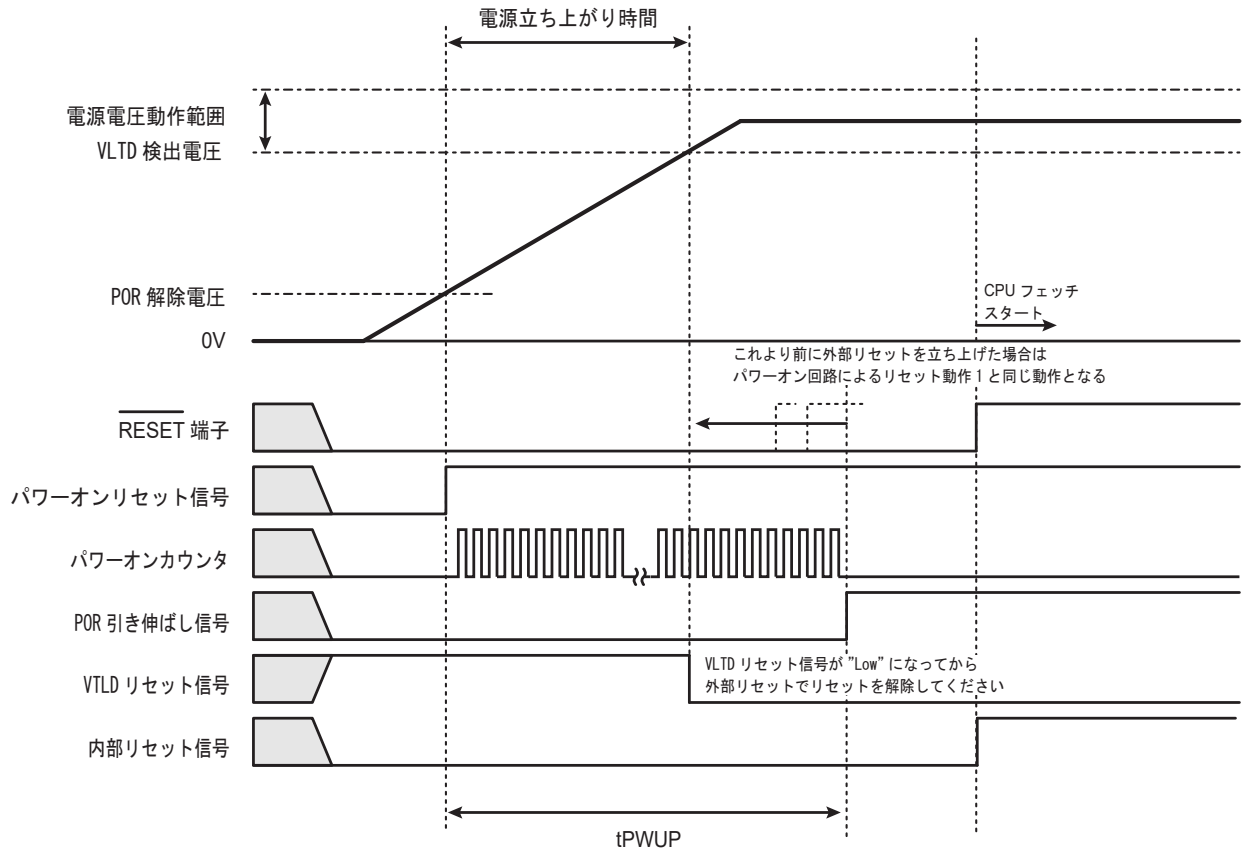 電源立ち上がり時間
電源電圧動作範囲
VLTD 検出電圧
POR 解除電圧
0V
CPU フェッチ
スタート
これより前に外部リセットを立ち上げた場合は
パワーオン回路によるリセット動作 1 と同じ動作となる
RESET 端子
パワーオンリセット信号
パワーオンカウンタ
POR 引き伸ばし信号
VLTD リセット信号が "Low" になってから
外部リセットでリセットを解除してください
VTLD リセット信号
内部リセット信号
tPWUP